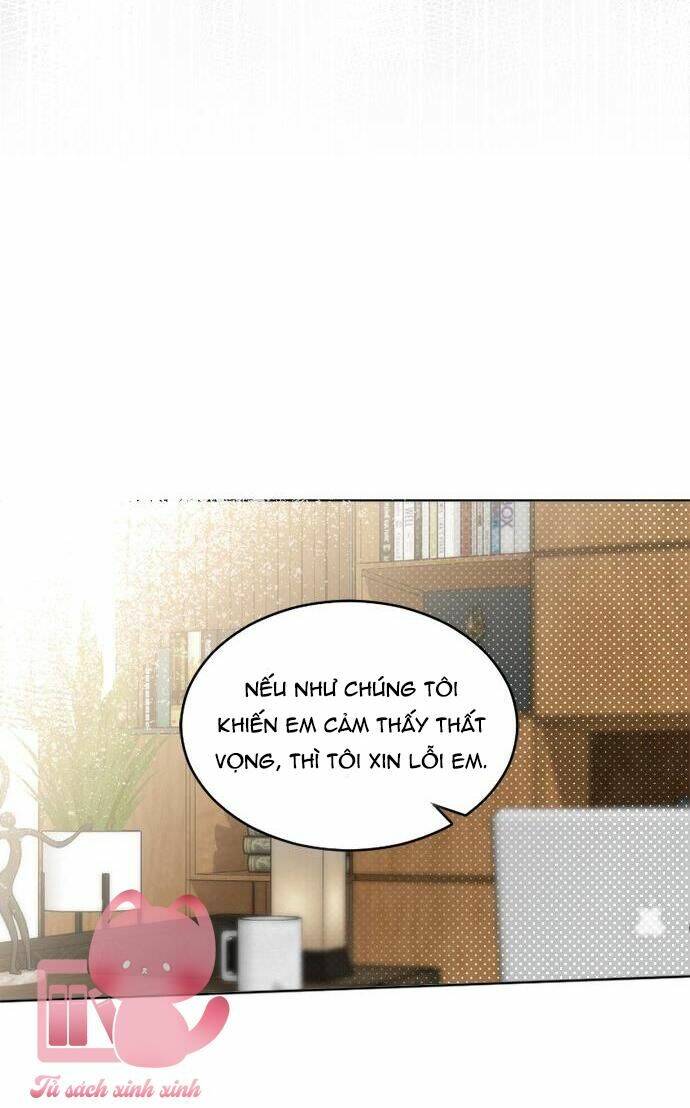 NẾU NHƯ CHÚNG TÔI
KHIẾN EM CẢM THẤY THẤT
VỌNG, THÌ TÔI XIN LỖI EM.
Tủ sách xinh xinh